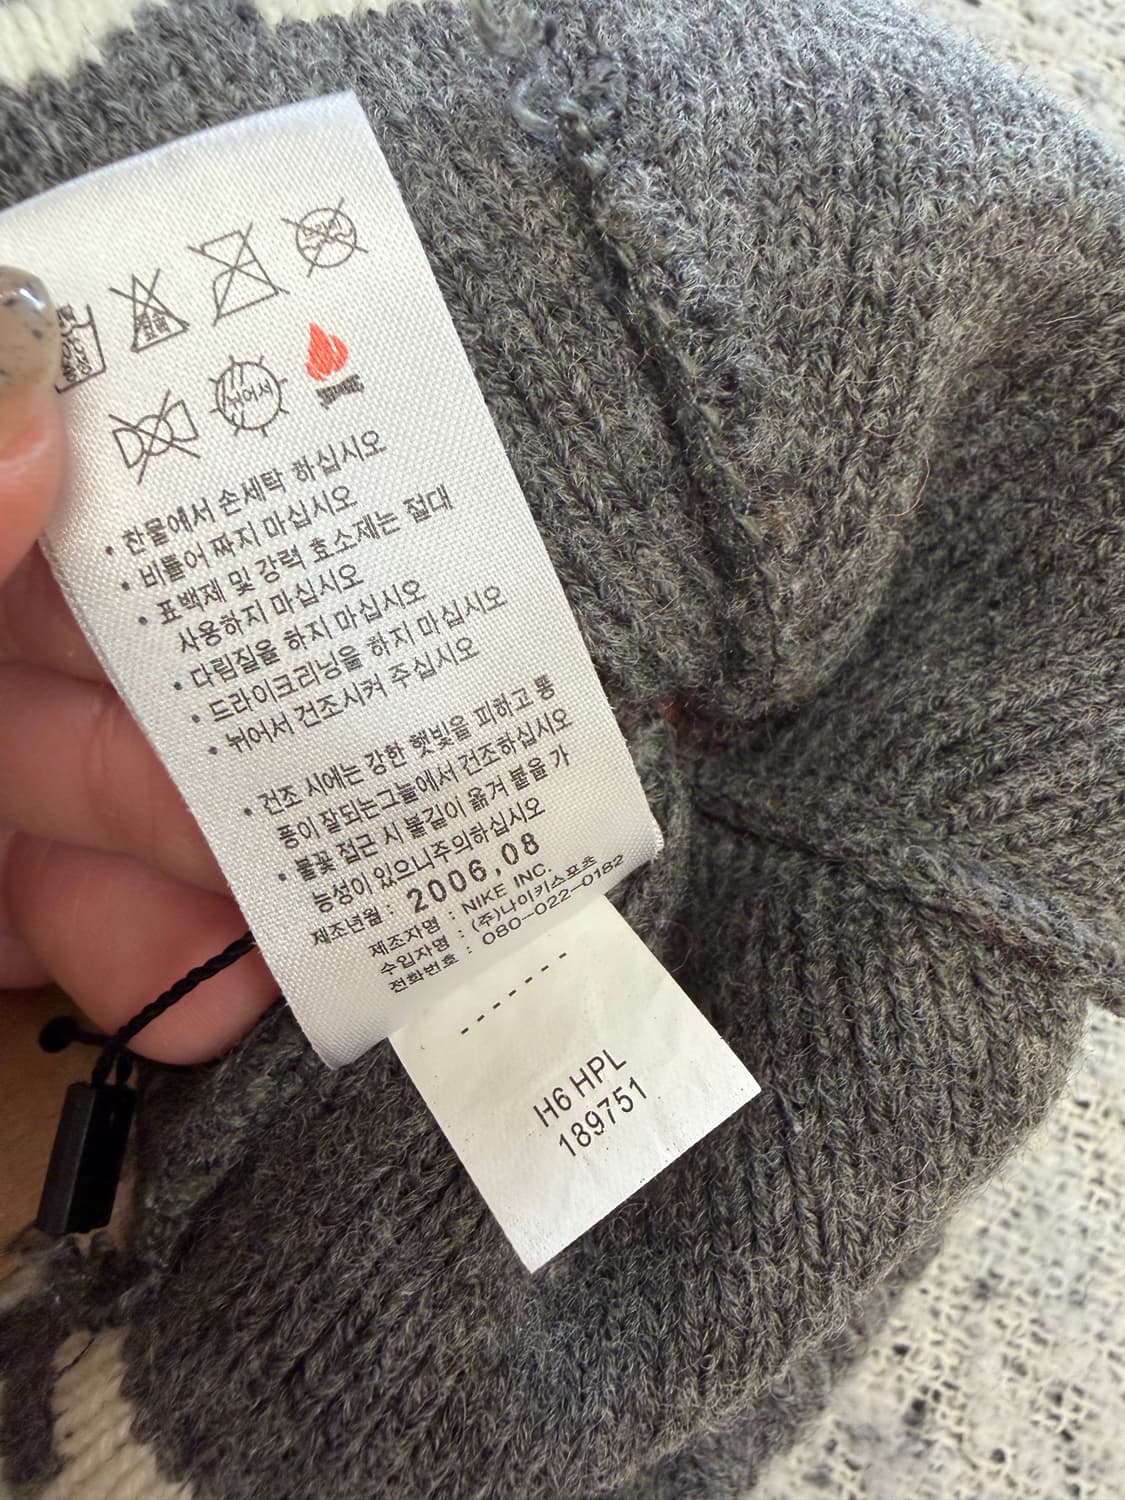 뉘어서
• 찬물에서 손세탁 하십시오
• 비틀어 짜지 마십시오
• 표백제 및 강력 효소제는 절대
사용하지 마십시오
• 다림질을 하지 마십시오
• 드라이크리닝을 하지 마십시오
• 뉘어서 건조시켜 주십시오
• 건조 시에는 강한 햇빛을 피하고 통
풍이 잘되는그늘에서 건조하십시오
• 불꽃 접근 시 불길이 옮겨 붙을 가
능성이 있으니주의하십시오
제조년월 : 2006.08
제조자명 : NIKE INC.
수입자명 : (주)나이키스포츠
전화번호 : 080-022-0182
H6 HPL
189751